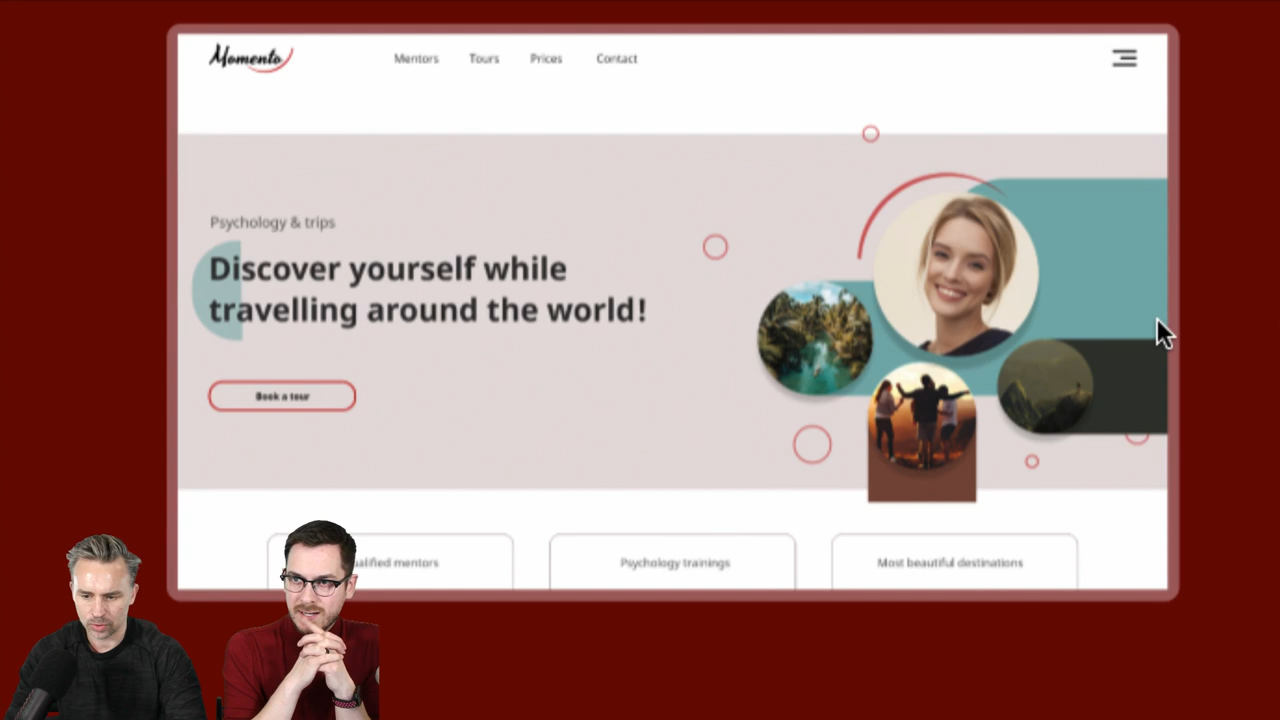 Momento
Mentors
Tours
Prices
Contact
Psychology & trips
Discover yourself while
travelling around the world!
Book a tour
alified mentors
Psychology trainings
Most beautiful destinations